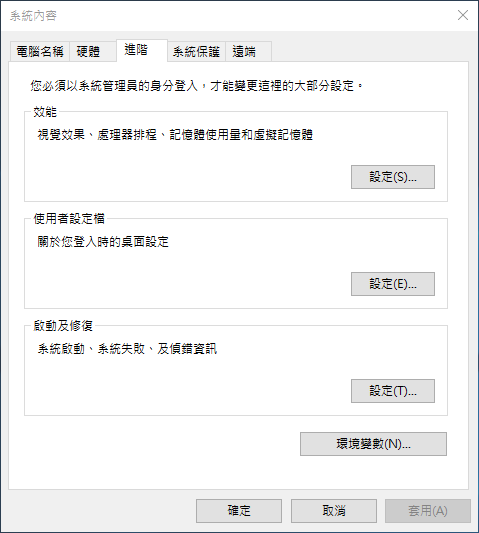 系統內容
電腦名稱 硬體 進階 系統保護 遠端
您必須以系統管理員的身分登入，才能變更這裡的大部分設定。
效能
視覺效果、處理器排程、記憶體使用量和虛擬記憶體
設定(S)...
使用者設定檔
關於您登入時的桌面設定
設定(E)...
啟動及修復
系統啟動、系統失敗、及偵錯資訊
設定(T)...
環境變數(N)...
確定 取消 套用(A)